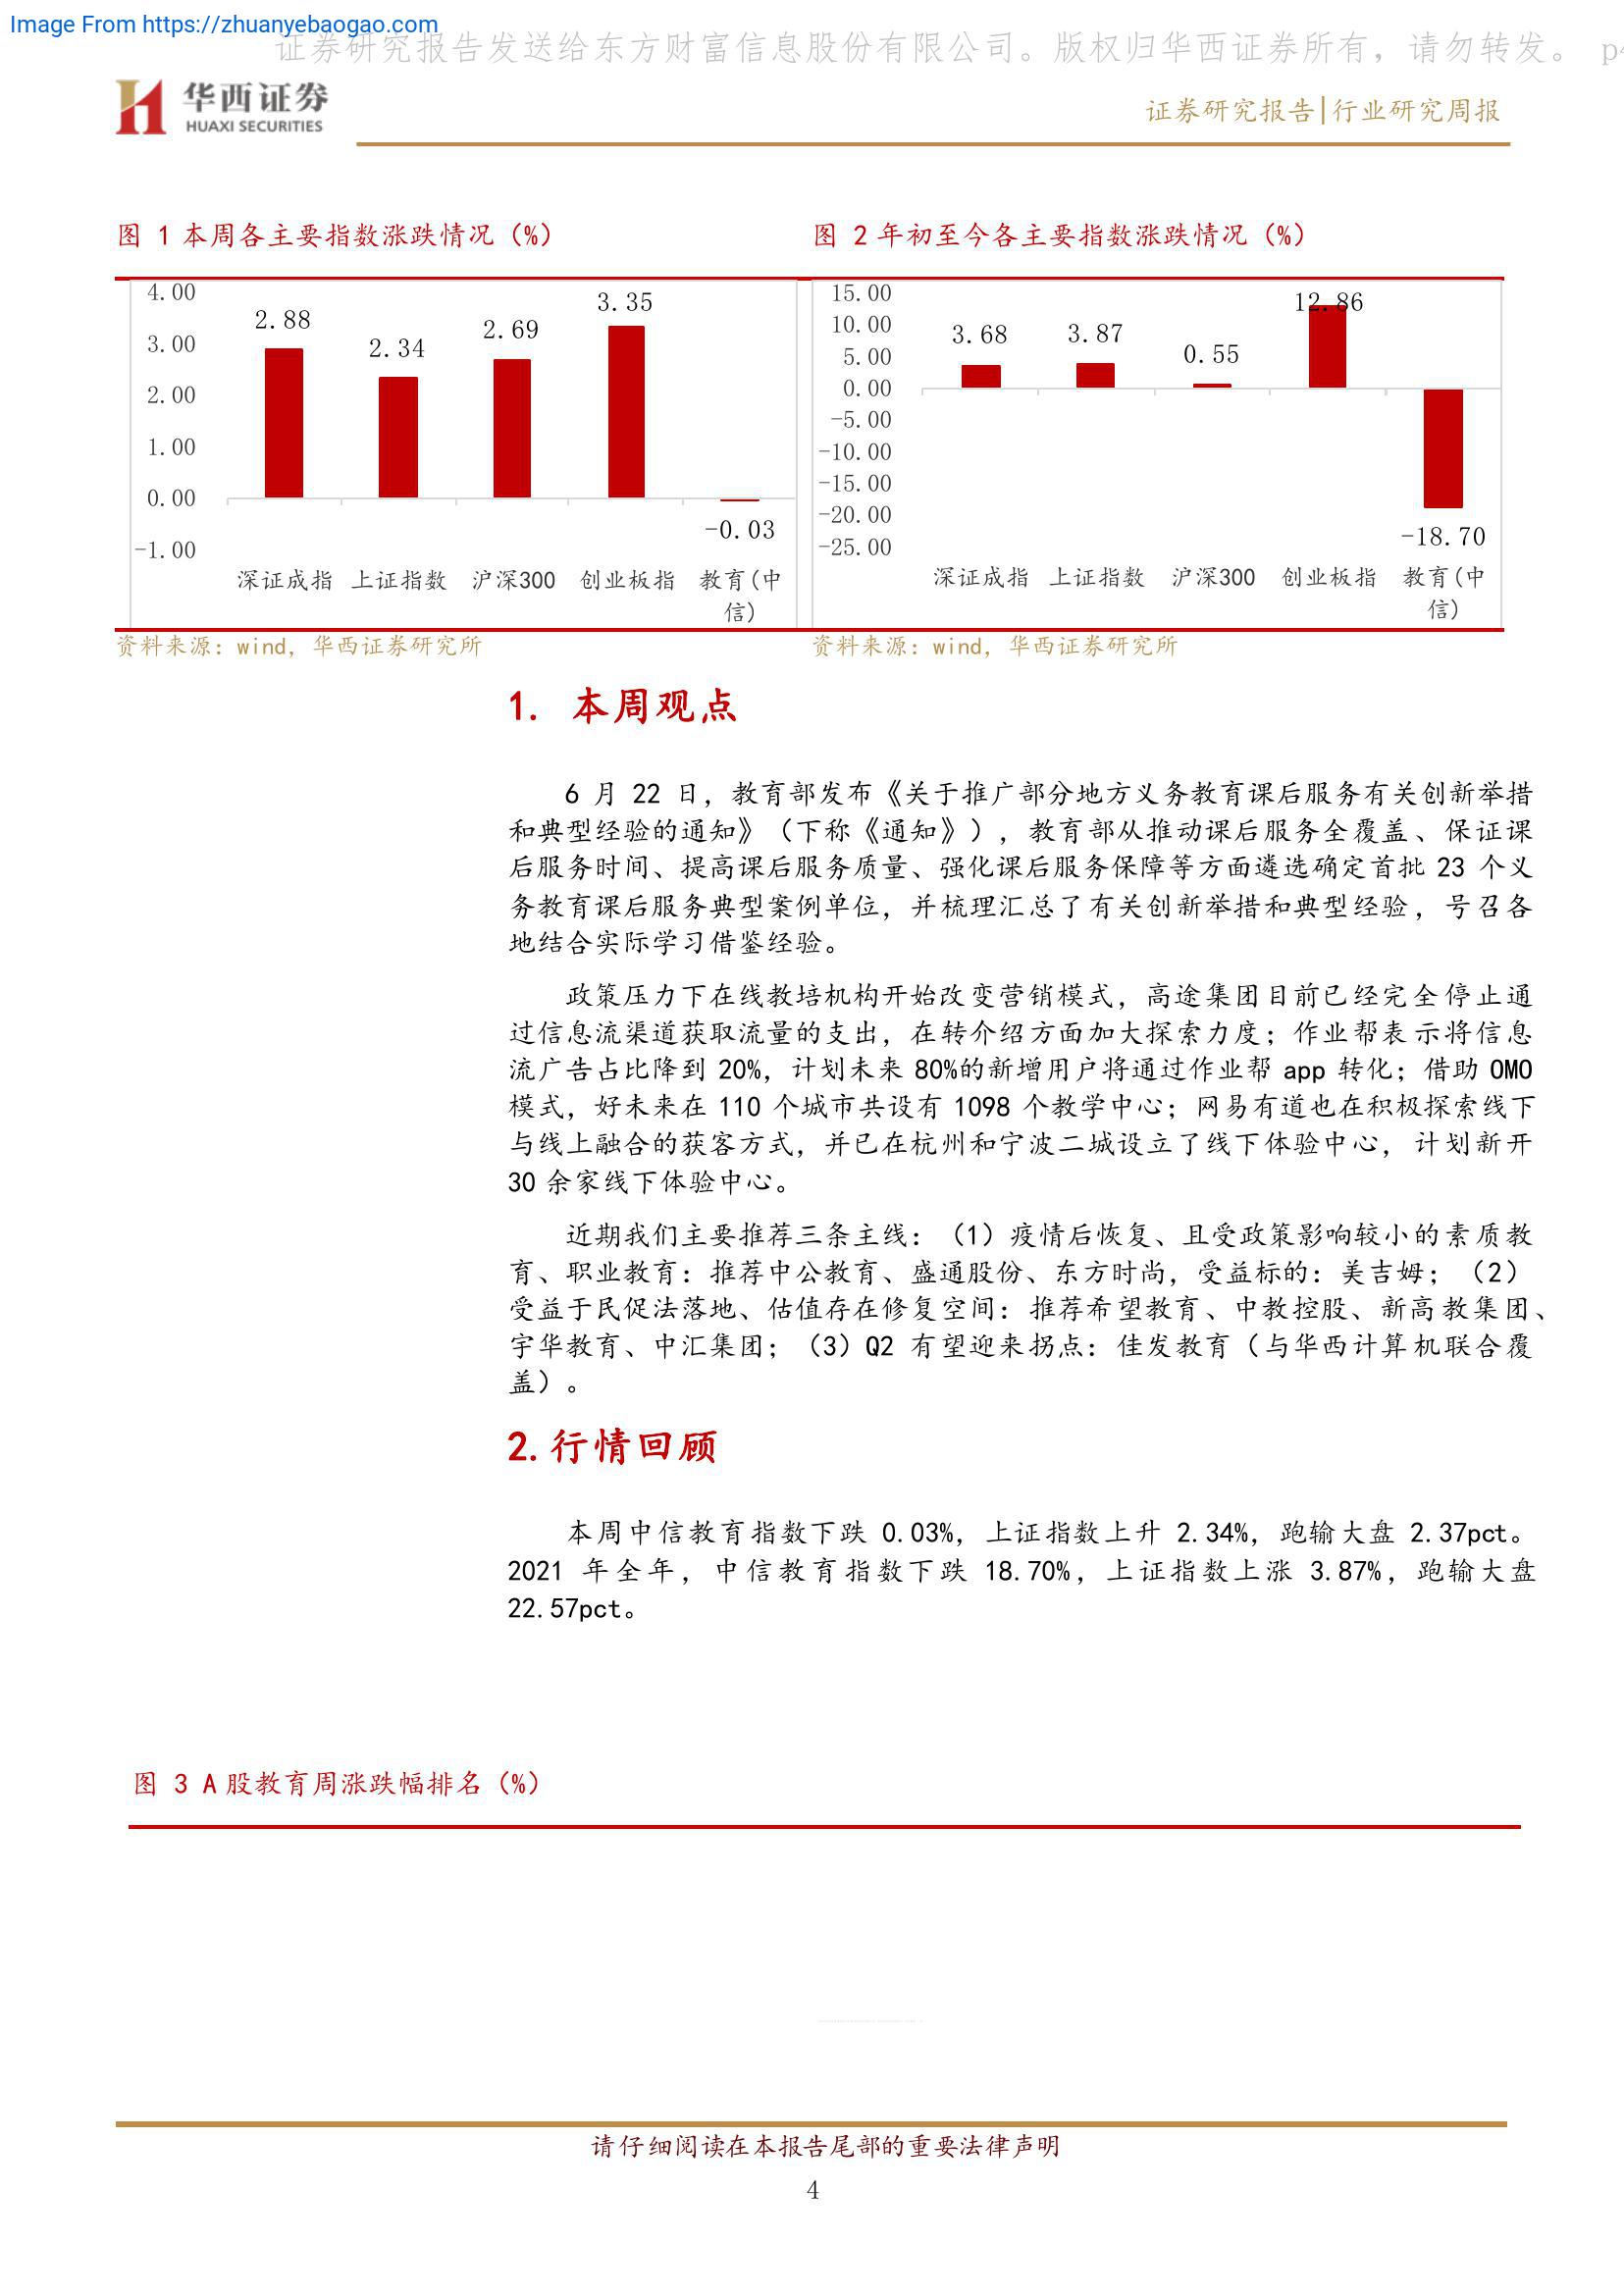 Image From https://zhuanyebaogao.com
证券研究报告发送给东方财富信息股份有限公司。版权归华西证券所有，请勿转发。 p4
华西证券
HUAXI SECURITIES
证券研究报告|行业研究周报
图 1 本周各主要指数涨跌情况（%）
图 2 年初至今各主要指数涨跌情况（%）
4.00
3.00
2.00
1.00
0.00
-1.00
2.88
2.34
2.69
3.35
-0.03
深证成指 上证指数 沪深300 创业板指 教育(中
信)
15.00
10.00
5.00
0.00
-5.00
-10.00
-15.00
-20.00
-25.00
3.68
3.87
0.55
12.86
-18.70
深证成指 上证指数 沪深300 创业板指 教育(中
信)
资料来源：wind，华西证券研究所
资料来源：wind，华西证券研究所
1. 本周观点
6 月 22 日，教育部发布《关于推广部分地方义务教育课后服务有关创新举措
和典型经验的通知》（下称《通知》），教育部从推动课后服务全覆盖、保证课
后服务时间、提高课后服务质量、强化课后服务保障等方面遴选确定首批 23 个义
务教育课后服务典型案例单位，并梳理汇总了有关创新举措和典型经验，号召各
地结合实际学习借鉴经验。
政策压力下在线教培机构开始改变营销模式，高途集团目前已经完全停止通
过信息流渠道获取流量的支出，在转介绍方面加大探索力度；作业帮表示将信息
流广告占比降到 20%，计划未来 80%的新增用户将通过作业帮 app 转化；借助 OMO
模式，好未来在 110 个城市共设有 1098 个教学中心；网易有道也在积极探索线下
与线上融合的获客方式，并已在杭州和宁波二城设立了线下体验中心，计划新开
30 余家线下体验中心。
近期我们主要推荐三条主线：（1）疫情后恢复、且受政策影响较小的素质教
育、职业教育：推荐中公教育、盛通股份、东方时尚，受益标的：美吉姆；（2）
受益于民促法落地、估值存在修复空间：推荐希望教育、中教控股、新高教集团、
宇华教育、中汇集团；（3）Q2 有望迎来拐点：佳发教育（与华西计算机联合覆
盖）。
2.行情回顾
本周中信教育指数下跌 0.03%，上证指数上升 2.34%，跑输大盘 2.37pct。
2021 年全年，中信教育指数下跌 18.70%，上证指数上涨 3.87%，跑输大盘
22.57pct。
图 3 A 股教育周涨跌幅排名（%）
请仔细阅读在本报告尾部的重要法律声明
4